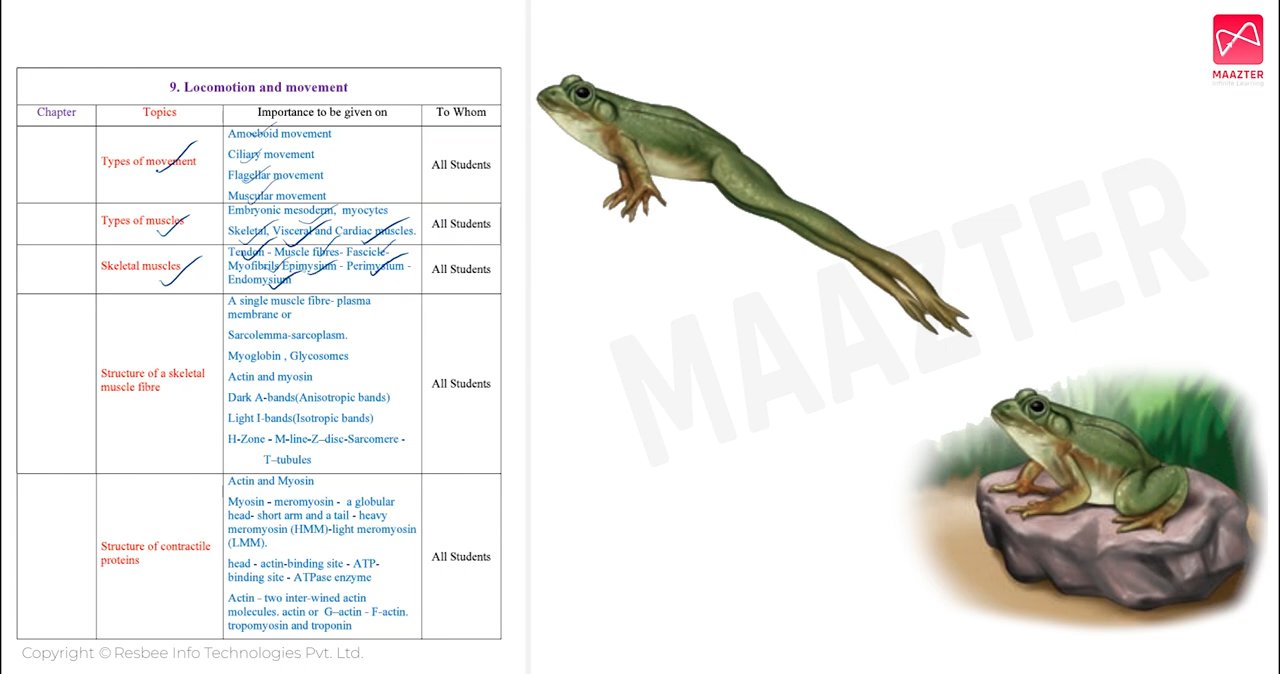 MAAZTER
Infinite Learning
9. Locomotion and movement
Chapter
Topics
Importance to be given on
To Whom
Types of movement
Amoeboid movement
Ciliary movement
Flagellar movement
Muscular movement
All Students
Types of muscles
Embryonic mesoderm, myocytes
Skeletal, Visceral and Cardiac muscles.
All Students
Skeletal muscles
Tendon - Muscle fibres- Fascicle-
Myofibrils Epimysium - Perimysium -
Endomysium
All Students
Structure of a skeletal
muscle fibre
A single muscle fibre- plasma
membrane or
Sarcolemma-sarcoplasm.
Myoglobin , Glycosomes
Actin and myosin
Dark A-bands(Anisotropic bands)
Light I-bands(Isotropic bands)
H-Zone - M-line-Z–disc-Sarcomere -
T–tubules
All Students
Structure of contractile
proteins
Actin and Myosin
Myosin - meromyosin - a globular
head- short arm and a tail - heavy
meromyosin (HMM)-light meromyosin
(LMM).
head - actin-binding site - ATP-
binding site - ATPase enzyme
Actin - two inter-wined actin
molecules. actin or G–actin - F-actin.
tropomyosin and troponin
All Students
MAAZTER
Copyright © Resbee Info Technologies Pvt. Ltd.